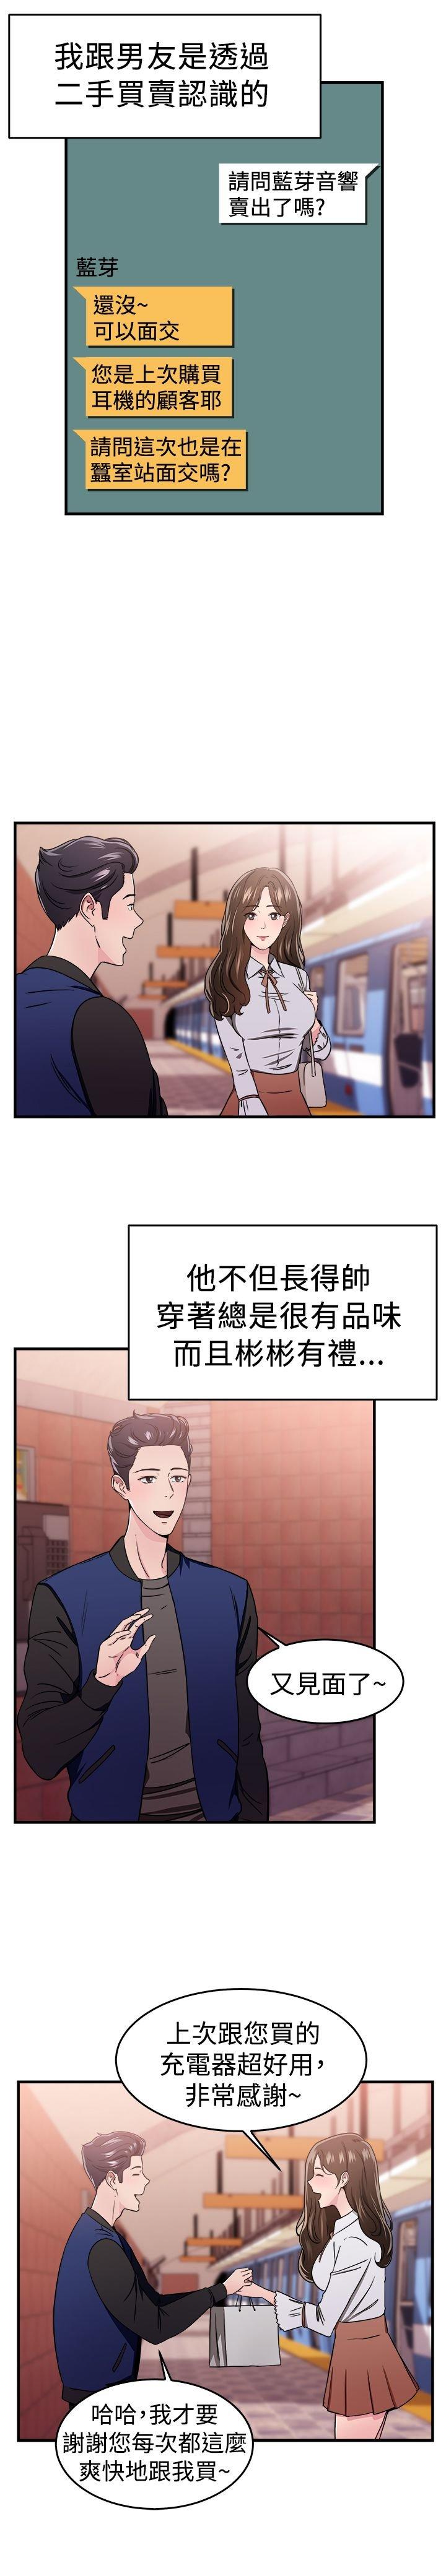 我跟男友是透過
二手買賣認識的
請問藍芽音響
賣出了嗎?
藍芽
還沒~
可以面交
您是上次購買
耳機的顧客耶
請問這次也是在
蠶室站面交嗎?
他不但長得帥
穿著總是很有品味
而且彬彬有禮...
又見面了~
上次跟您買的
充電器超好用,
非常感謝~
哈哈,我才要
謝謝您每次都這麼
爽快地跟我買~